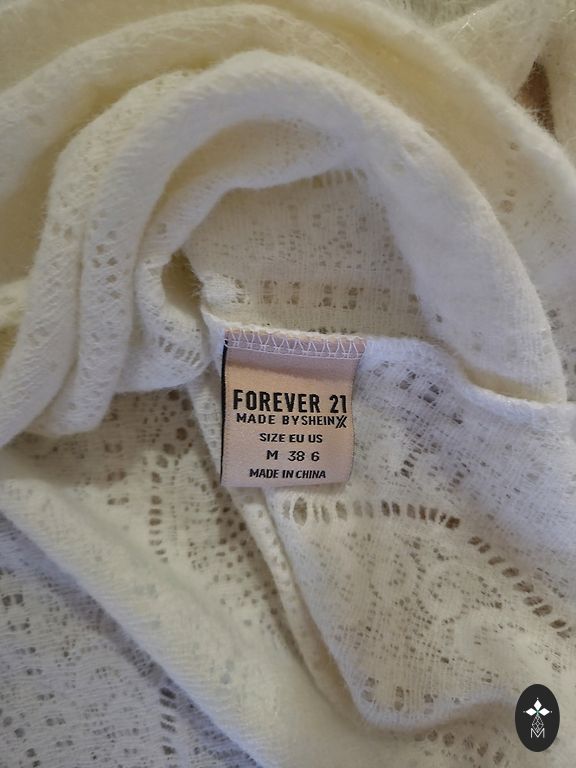 FOREVER 21
MADE BY SHEIN X
SIZE EU US
M 38 6
MADE IN CHINA
M